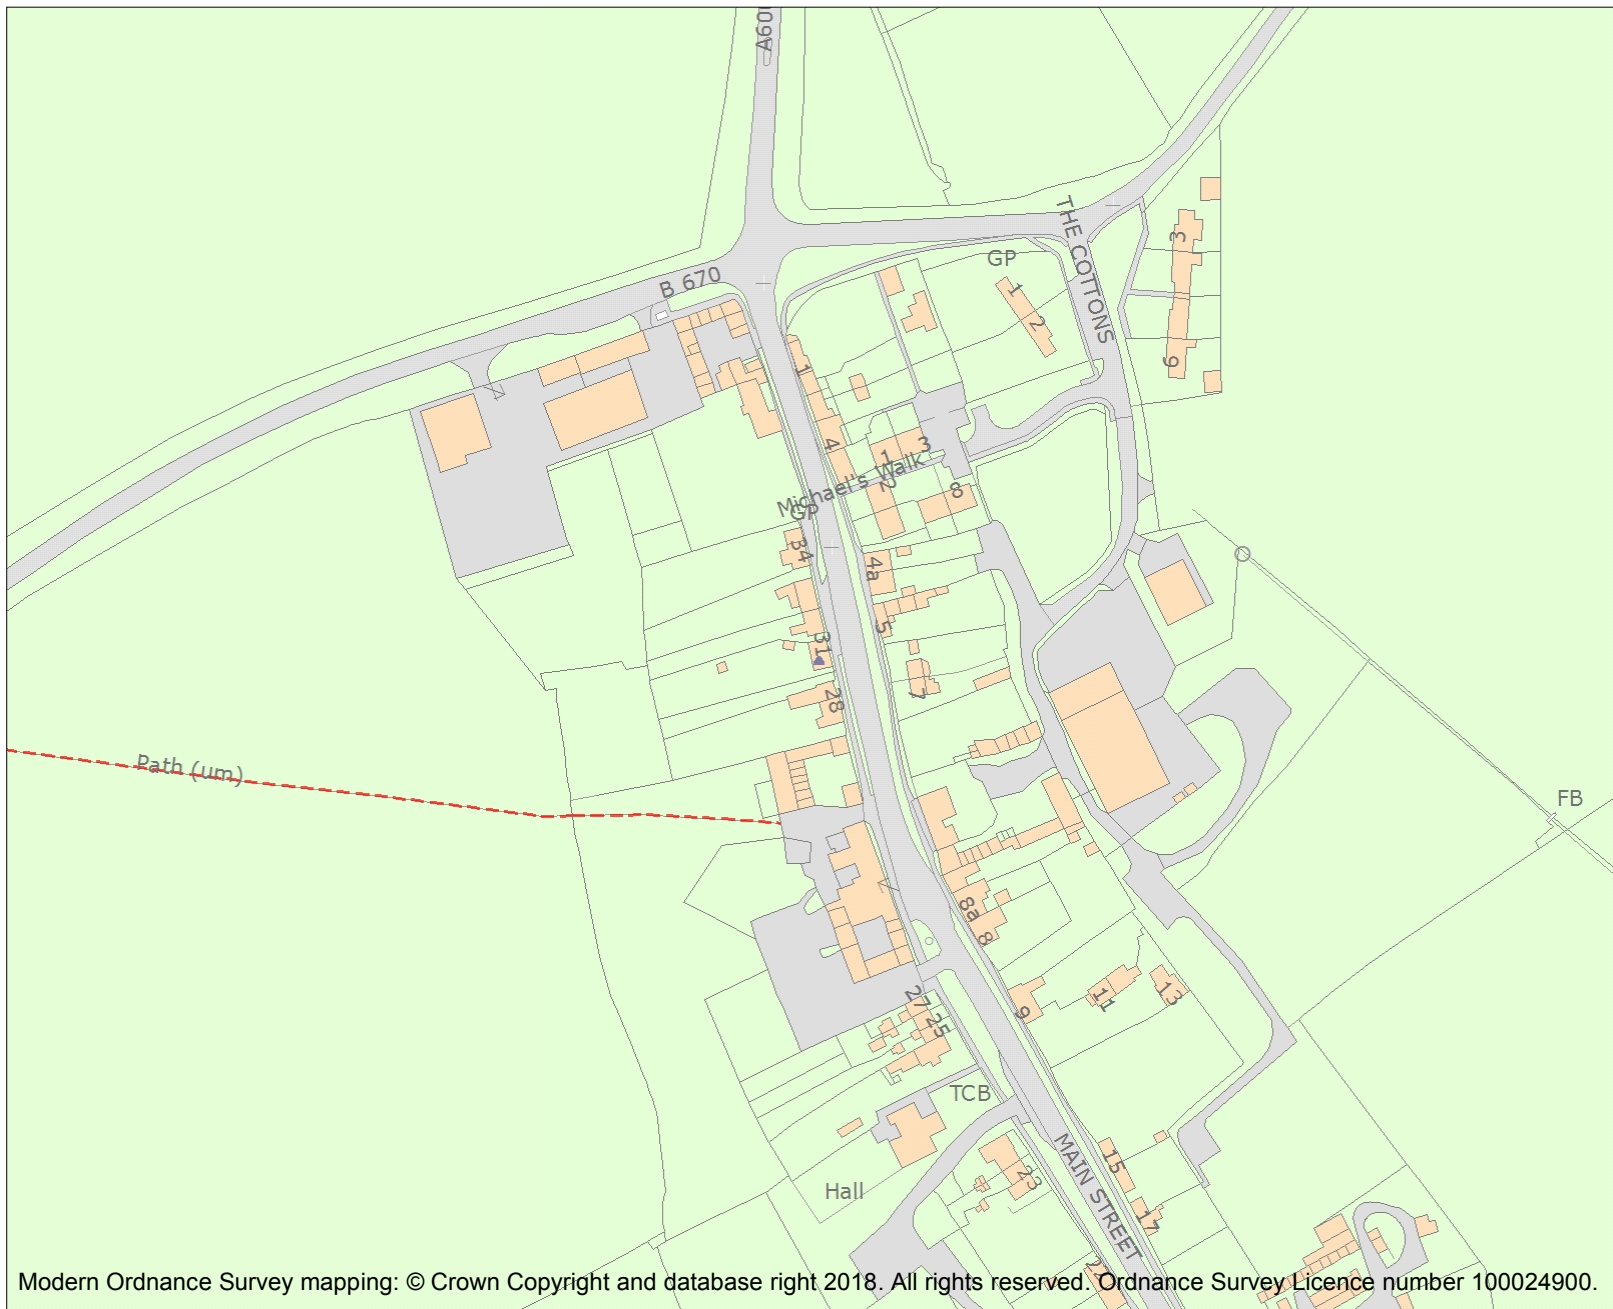 A60
B 670
THE COTTONS
GP
1
2
3
6
1
4
3
1
2
8
Michael's Walk
GP
34
4a
5
31
7
28
Path (um)
FB
8a
8
27
25
9
11
13
TCB
23
15
17
MAIN STREET
Hall
Modern Ordnance Survey mapping: © Crown Copyright and database right 2018. All rights reserved. Ordnance Survey Licence number 100024900.